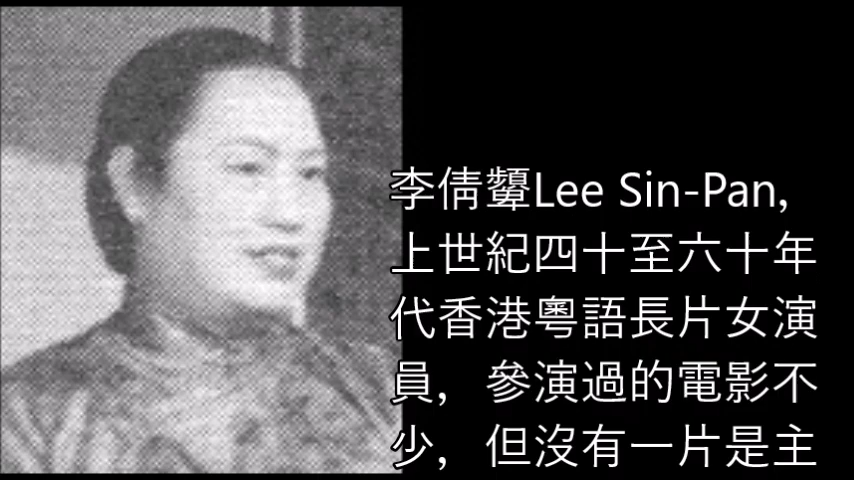 李倩顰Lee Sin-Pan,
上世紀四十至六十年
代香港粵語長片女演
員，參演過的電影不
少，但沒有一片是主